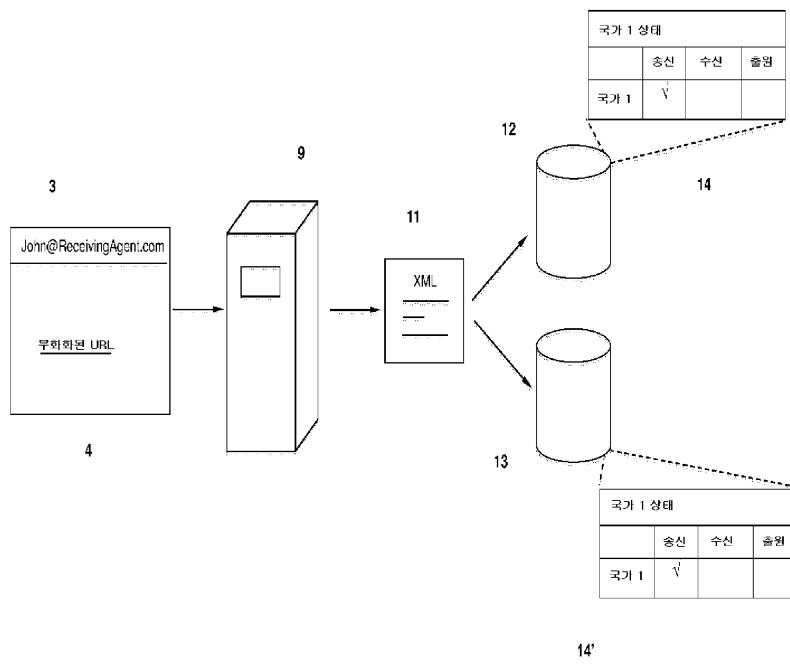 국가 1 상태
송신 수신 출원
국가 1 √
12
9
14
3
11
John@ReceivingAgent.com
XML
무화화된 URL
4
13
국가 1 상태
송신 수신 출원
국가 1 √
14'